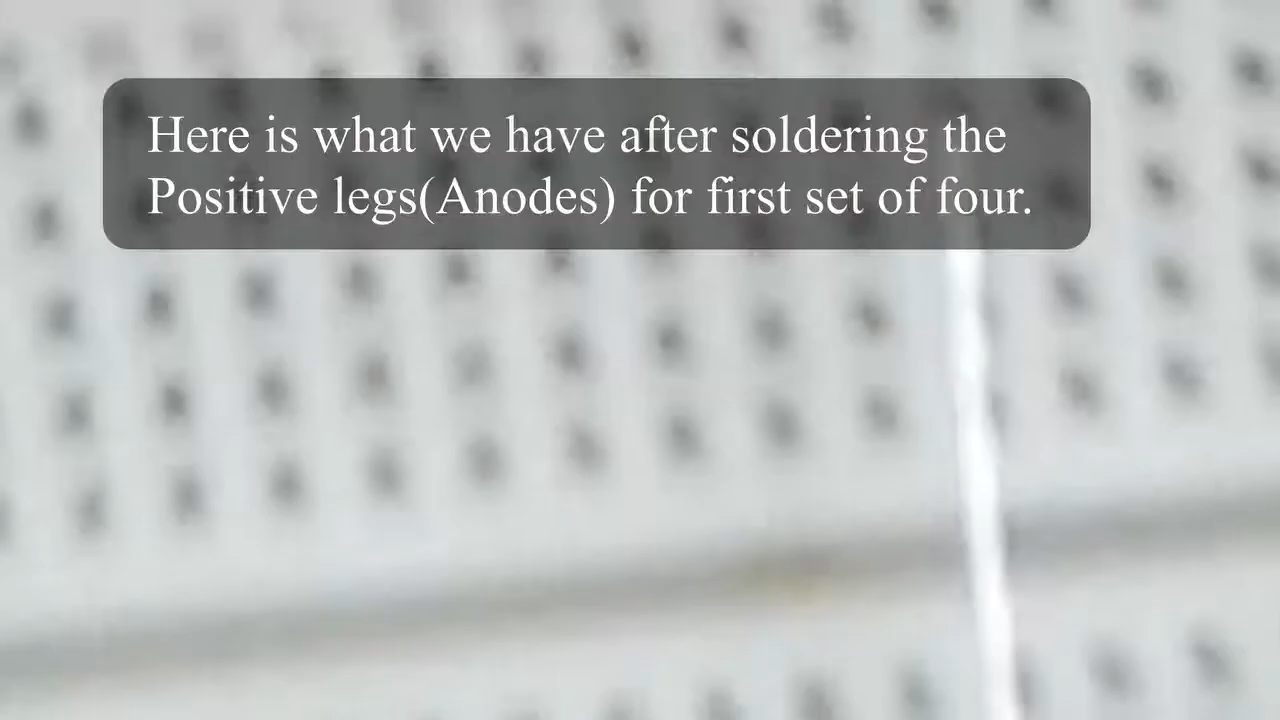 Here is what we have after soldering the
Positive legs(Anodes) for first set of four.